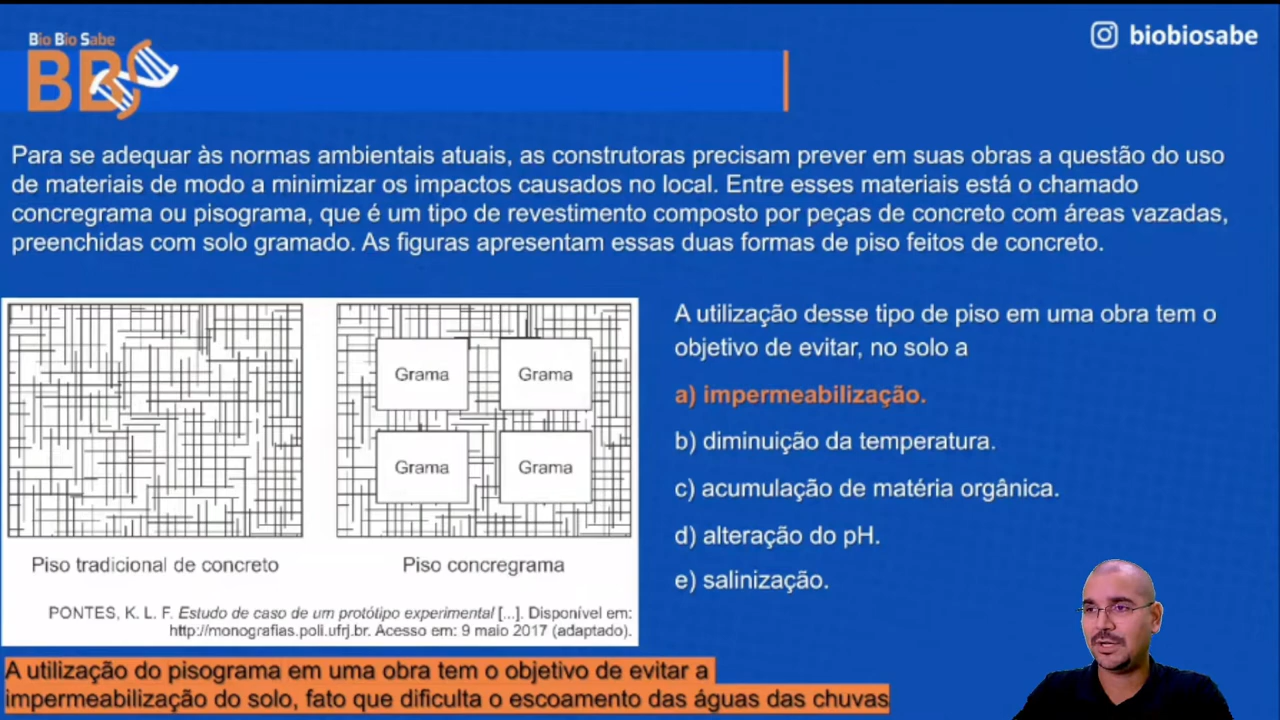 Bio Bio Sabe
BBS
biobiosabe
Para se adequar às normas ambientais atuais, as construtoras precisam prever em suas obras a questão do uso
de materiais de modo a minimizar os impactos causados no local. Entre esses materiais está o chamado
concregrama ou pisograma, que é um tipo de revestimento composto por peças de concreto com áreas vazadas,
preenchidas com solo gramado. As figuras apresentam essas duas formas de piso feitos de concreto.
Grama Grama
Grama Grama
Piso tradicional de concreto Piso concregrama
PONTES, K. L. F. Estudo de caso de um protótipo experimental [...]. Disponível em:
http://monografias.poli.ufrj.br. Acesso em: 9 maio 2017 (adaptado).
A utilização desse tipo de piso em uma obra tem o
objetivo de evitar, no solo a
a) impermeabilização.
b) diminuição da temperatura.
c) acumulação de matéria orgânica.
d) alteração do pH.
e) salinização.
A utilização do pisograma em uma obra tem o objetivo de evitar a
impermeabilização do solo, fato que dificulta o escoamento das águas das chuvas